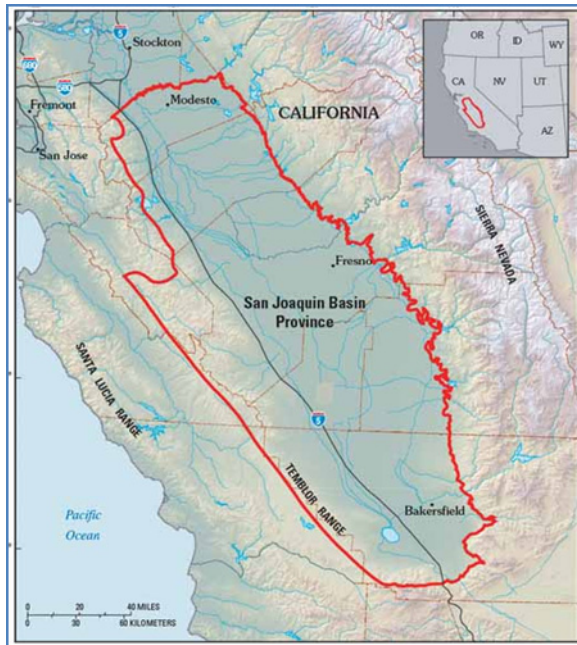 5
Stockton
680
580
Fremont
Modesto
San Jose
CALIFORNIA
OR
ID
WY
CA
NV
UT
AZ
SIERRA NEVADA
Fresno
San Joaquin Basin
Province
SANTA LUCIA RANGE
5
TEMBLOR RANGE
Bakersfield
Pacific
Ocean
0 20 40 MILES
0 30 60 KILOMETERS